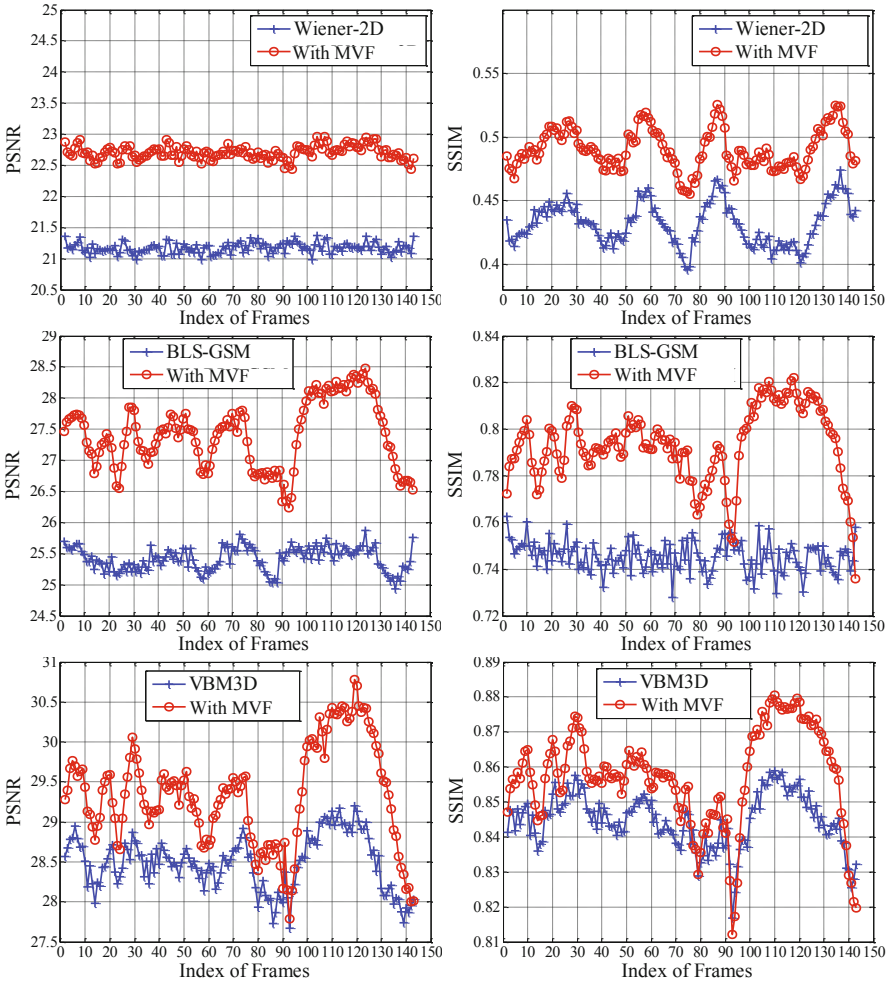 25
24.5
24
23.5
23
22.5
22
21.5
21
20.5
PSNR
Wiener-2D
With MVF
0 10 20 30 40 50 60 70 80 90 100 110 120 130 140 150
Index of Frames
0.55
0.5
0.45
0.4
SSIM
Wiener-2D
With MVF
0 10 20 30 40 50 60 70 80 90 100 110 120 130 140 150
Index of Frames
29
28.5
28
27.5
27
26.5
26
25.5
25
24.5
PSNR
BLS-GSM
With MVF
0 10 20 30 40 50 60 70 80 90 100 110 120 130 140 150
Index of Frames
0.84
0.82
0.8
0.78
0.76
0.74
0.72
SSIM
BLS-GSM
With MVF
0 10 20 30 40 50 60 70 80 90 100 110 120 130 140 150
Index of Frames
31
30.5
30
29.5
29
28.5
28
27.5
PSNR
VBM3D
With MVF
0 10 20 30 40 50 60 70 80 90 100 110 120 130 140 150
Index of Frames
0.89
0.88
0.87
0.86
0.85
0.84
0.83
0.82
0.81
SSIM
VBM3D
With MVF
0 10 20 30 40 50 60 70 80 90 100 110 120 130 140 150
Index of Frames